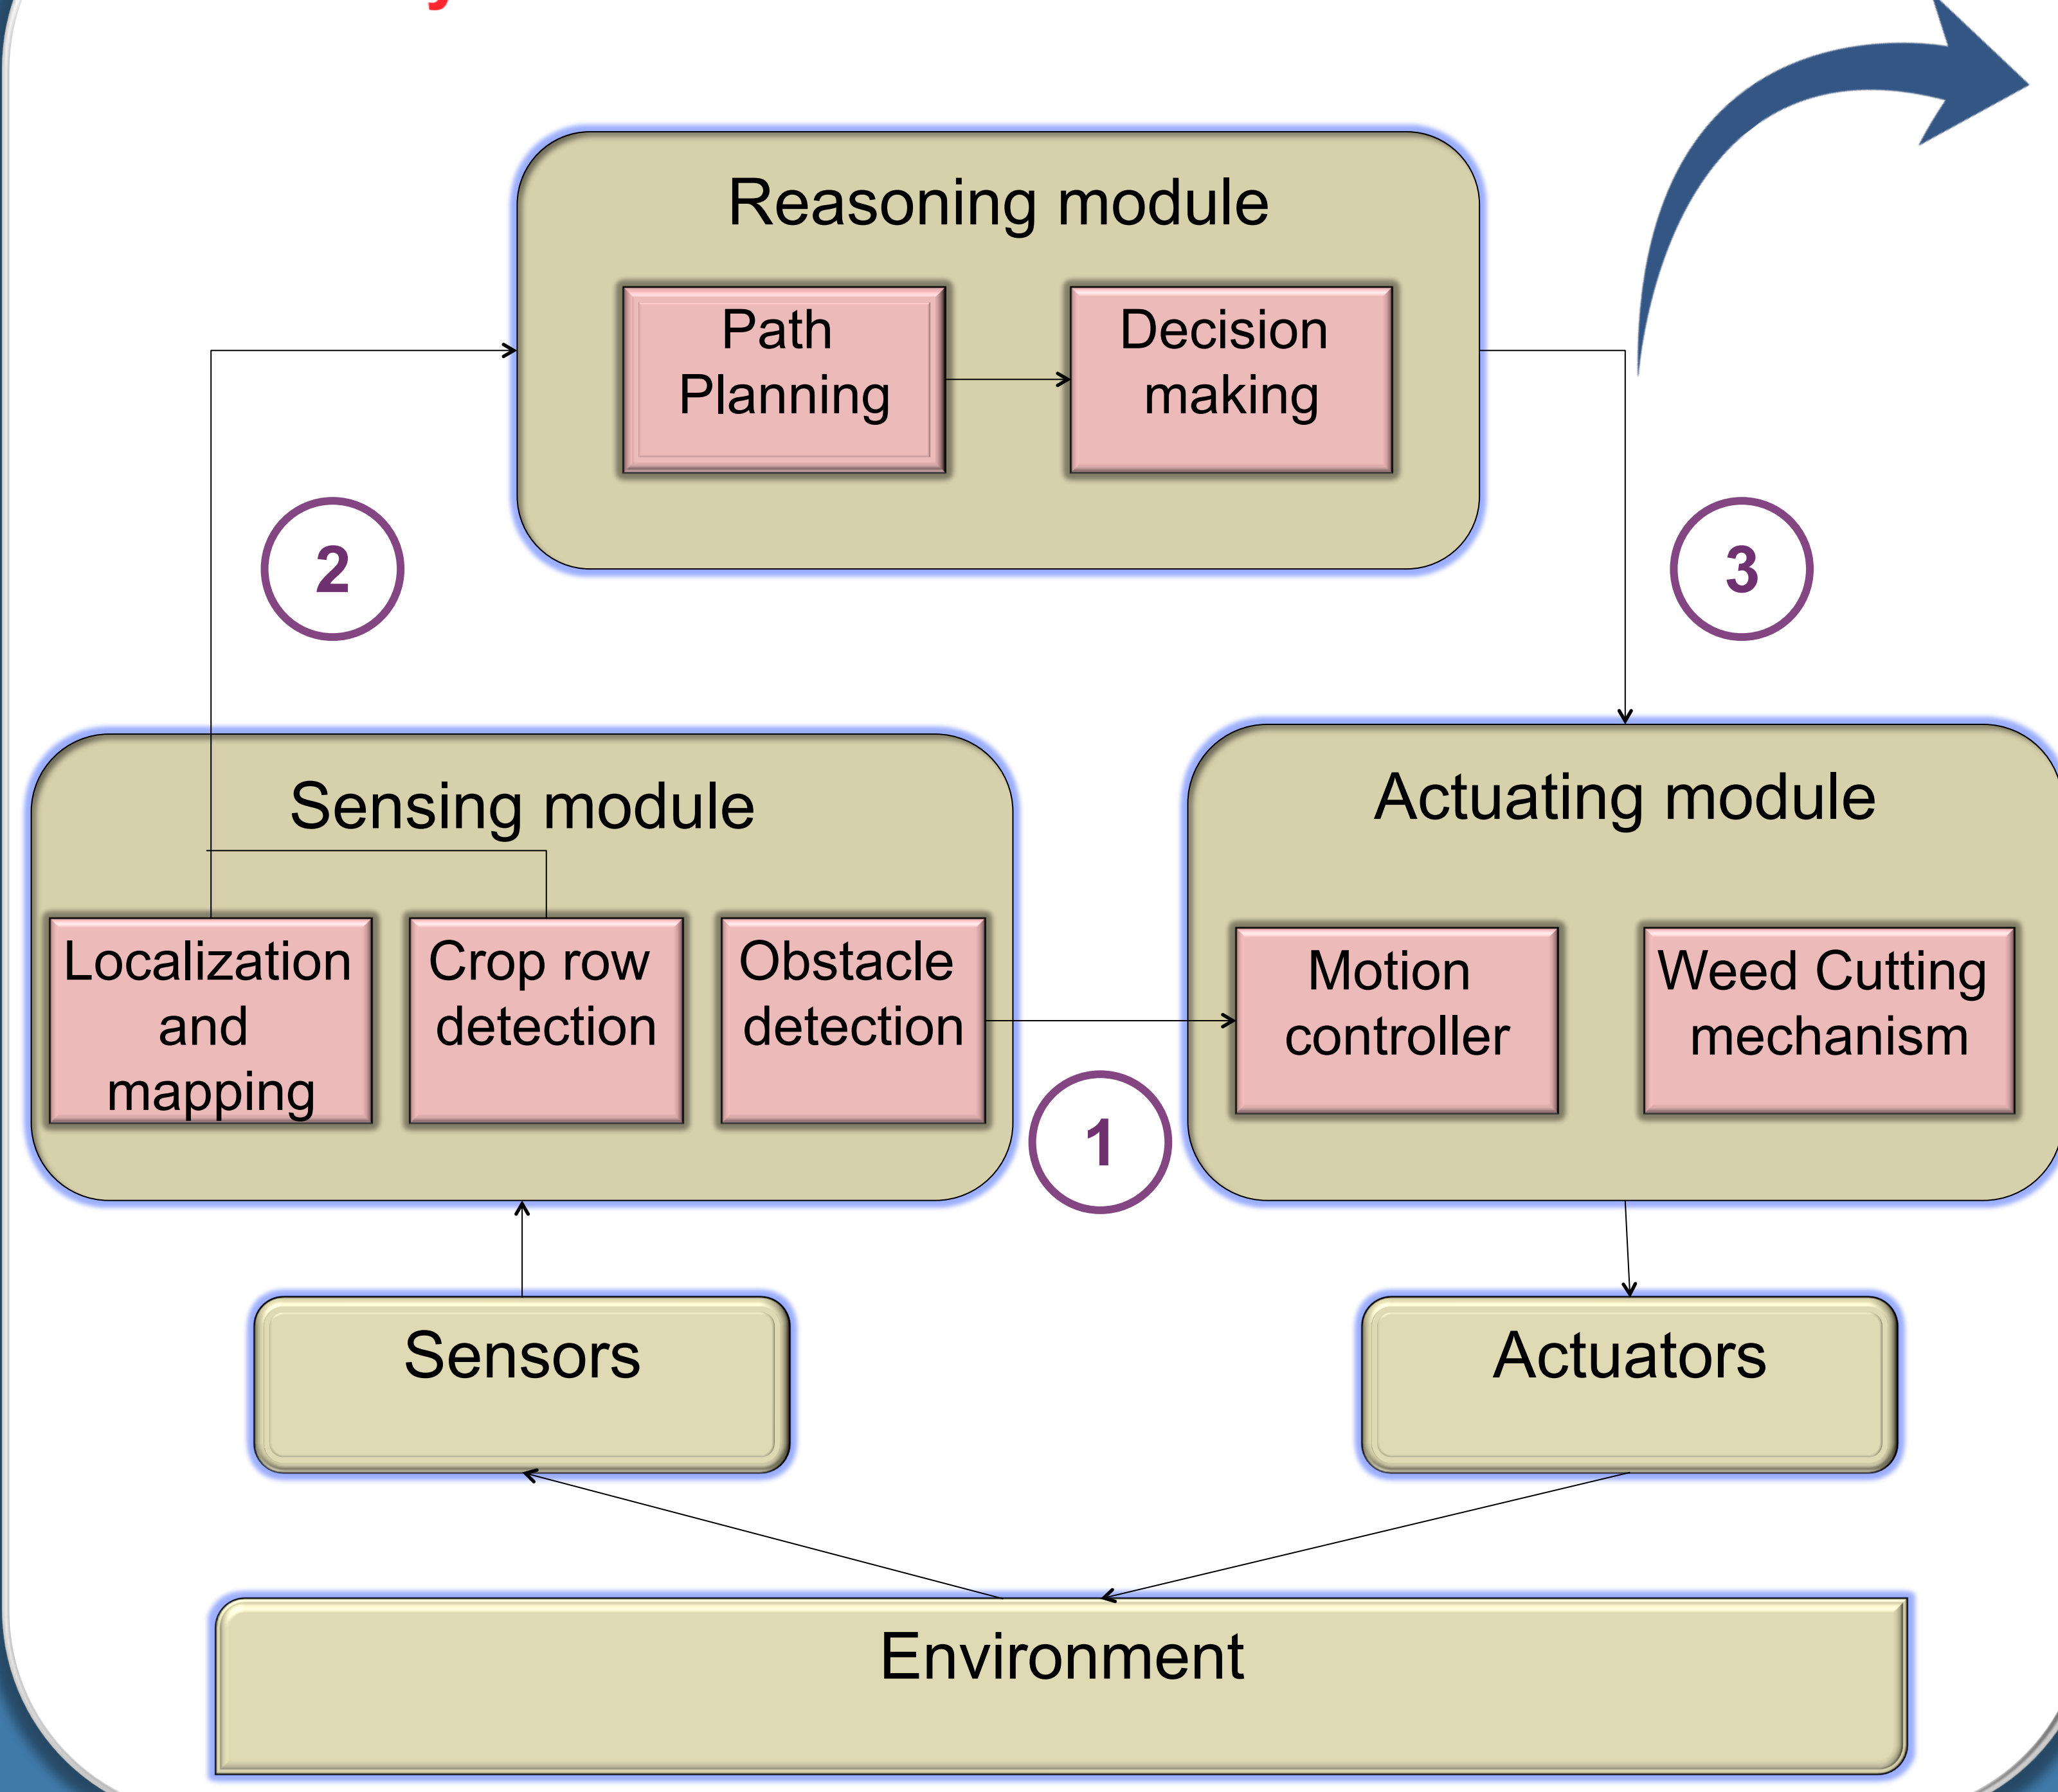 Reasoning module
Path
Planning
Decision
making
2
3
Sensing module
Actuating module
Localization
and
mapping
Crop row
detection
Obstacle
detection
Motion
controller
Weed Cutting
mechanism
1
Sensors
Actuators
Environment